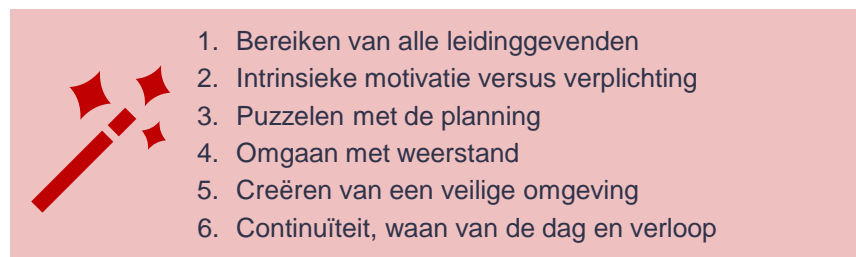 1. Bereiken van alle leidinggevenden
2. Intrinsieke motivatie versus verplichting
3. Puzzelen met de planning
4. Omgaan met weerstand
5. Creëren van een veilige omgeving
6. Continuïteit, waan van de dag en verloop